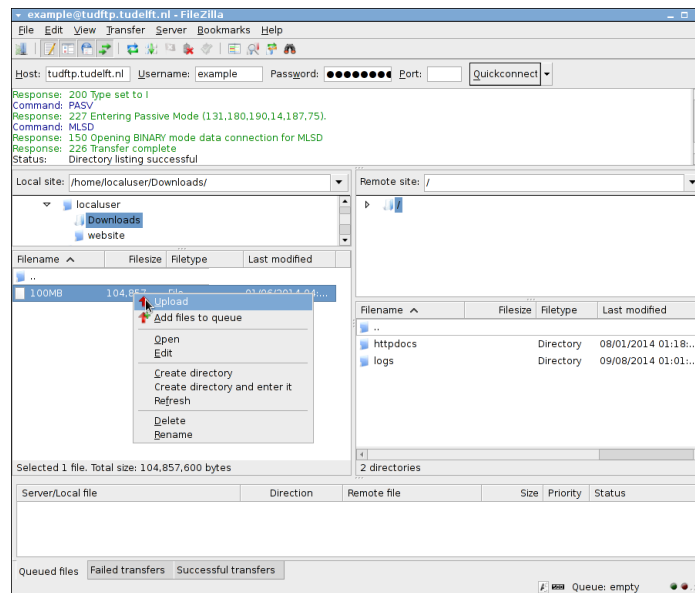 example@tudftp.tudelft.nl - FileZilla
File Edit View Transfer Server Bookmarks Help
Host: tudftp.tudelft.nl Username: example Password: ●●●●●●●● Port: Quickconnect
Response: 200 Type set to I
Command: PASV
Response: 227 Entering Passive Mode (131,180,190,14,187,75).
Command: MLSD
Response: 150 Opening BINARY mode data connection for MLSD
Response: 226 Transfer complete
Status: Directory listing successful
Local site: /home/localuser/Downloads/
localuser
Downloads
website
Filename Filesize Filetype Last modified
..
100MB 104,857... File 01/06/2014 04:...
Upload
Add files to queue
Open
Edit
Create directory
Create directory and enter it
Refresh
Delete
Rename
Selected 1 file. Total size: 104,857,600 bytes
Remote site: /
/
Filename Filesize Filetype Last modified
..
httpdocs Directory 08/01/2014 01:18:..
logs Directory 09/08/2014 01:01:..
2 directories
Server/Local file Direction Remote file Size Priority Status
Queued files Failed transfers Successful transfers
Queue: empty